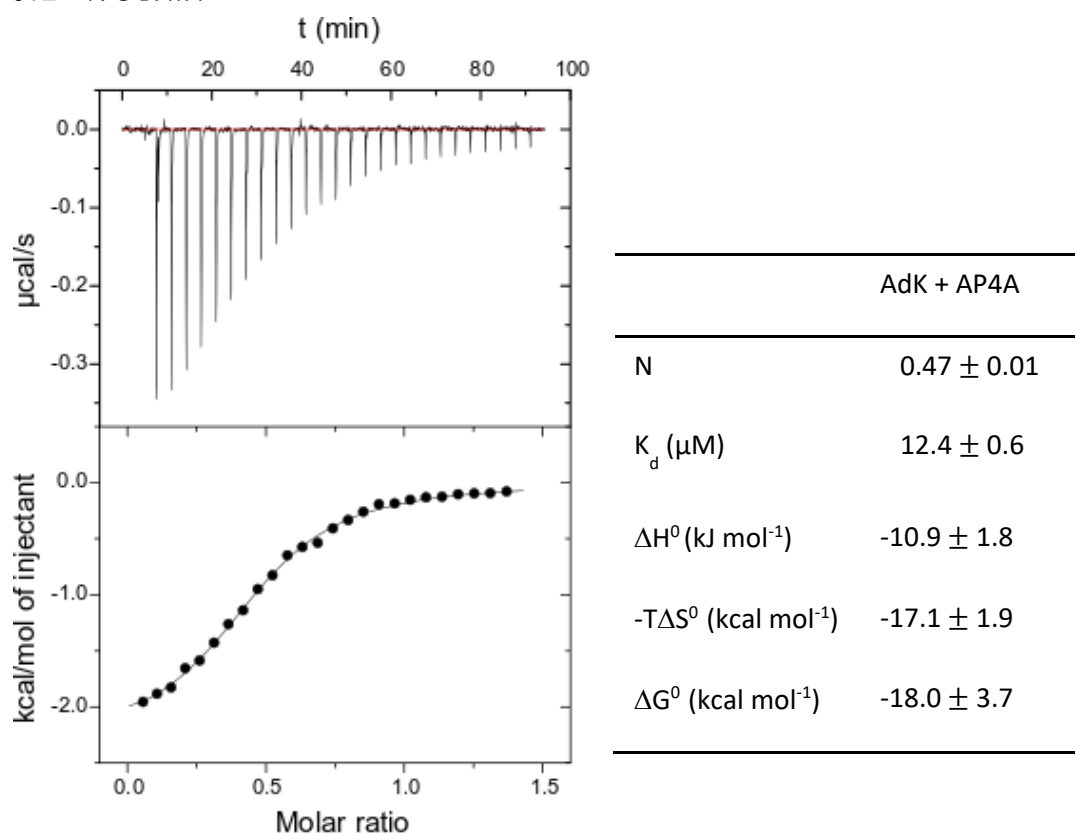 t (min)
0 20 40 60 80 100
0.0
-0.1
-0.2
-0.3
µcal/s
0.0
-1.0
-2.0
kcal/mol of injectant
0.0 0.5 1.0 1.5
Molar ratio
AdK + AP4A
N 0.47 ± 0.01
Kd (µM) 12.4 ± 0.6
ΔH⁰ (kJ mol⁻¹) -10.9 ± 1.8
-TΔS⁰ (kcal mol⁻¹) -17.1 ± 1.9
ΔG⁰ (kcal mol⁻¹) -18.0 ± 3.7